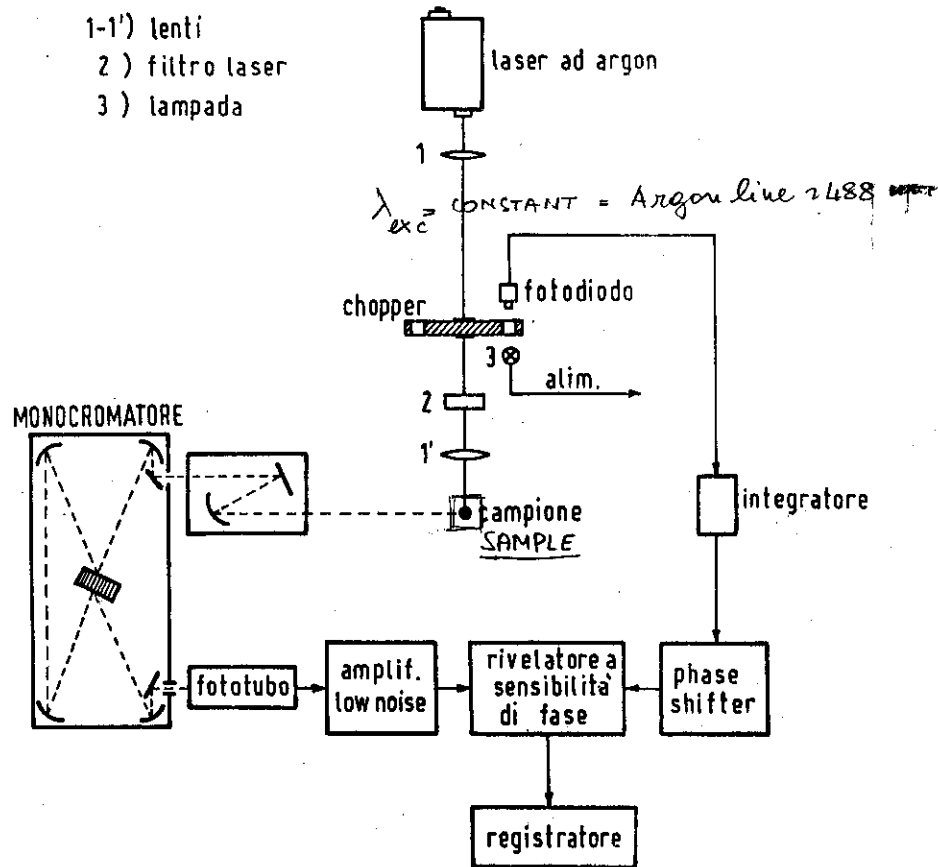 1-1') lenti
2 ) filtro laser
3 ) lampada
laser ad argon
1
λexc = CONSTANT = Argon line ≃ 488
fotodiodo
chopper
3
alim.
2
MONOCROMATORE
1'
integratore
campione
SAMPLE
fototubo
amplif.
low noise
rivelatore a
sensibilità
di fase
phase
shifter
registratore